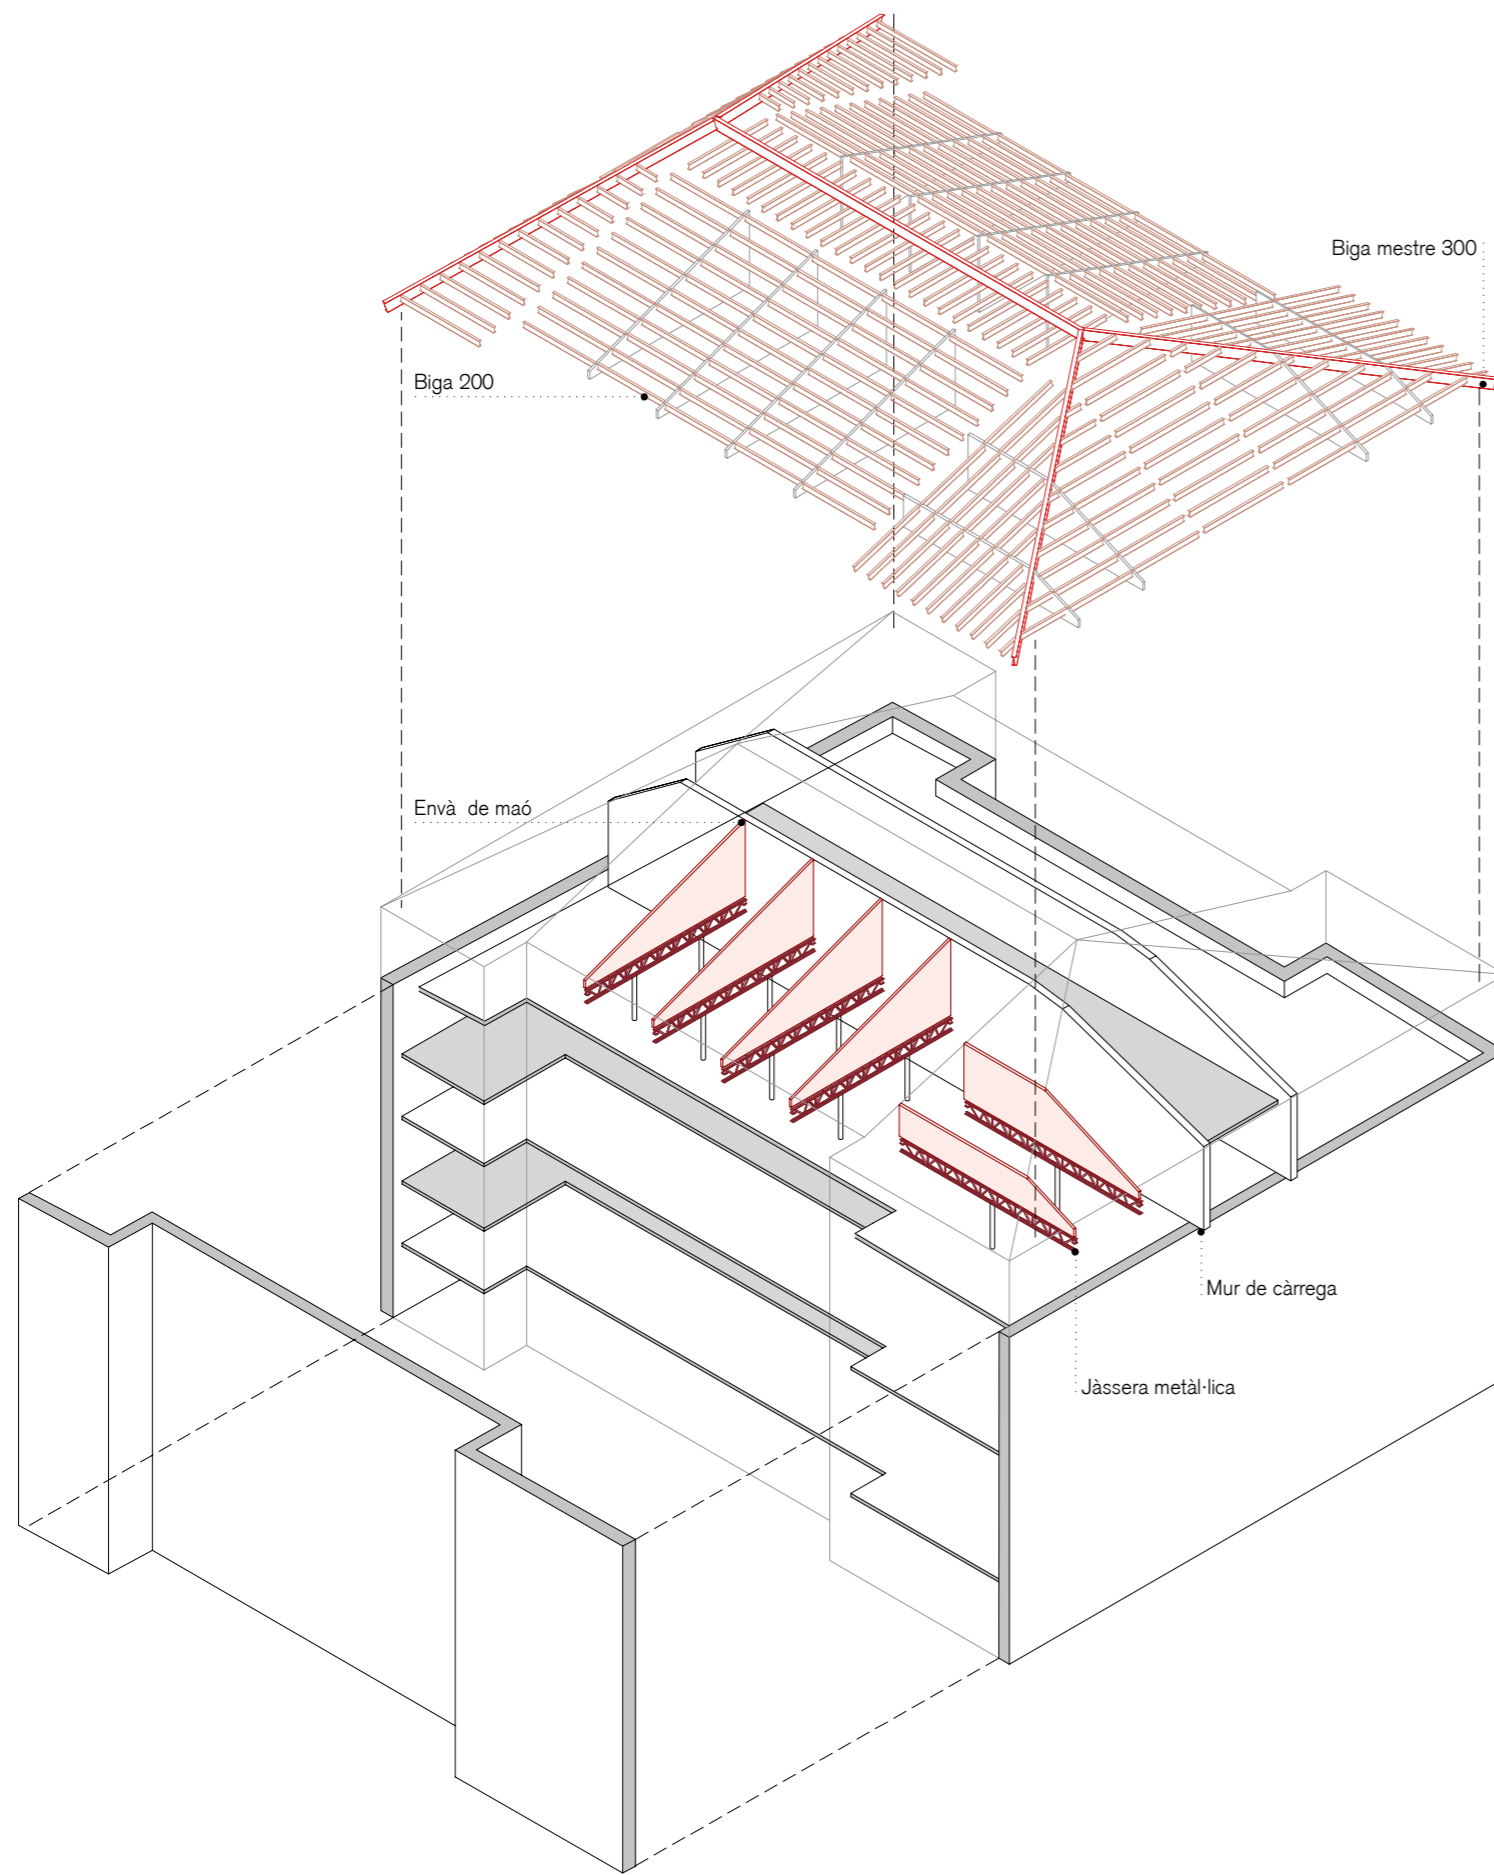 Biga mestre 300
Biga 200
Envà de maó
Mur de càrrega
Jàssera metàl·lica